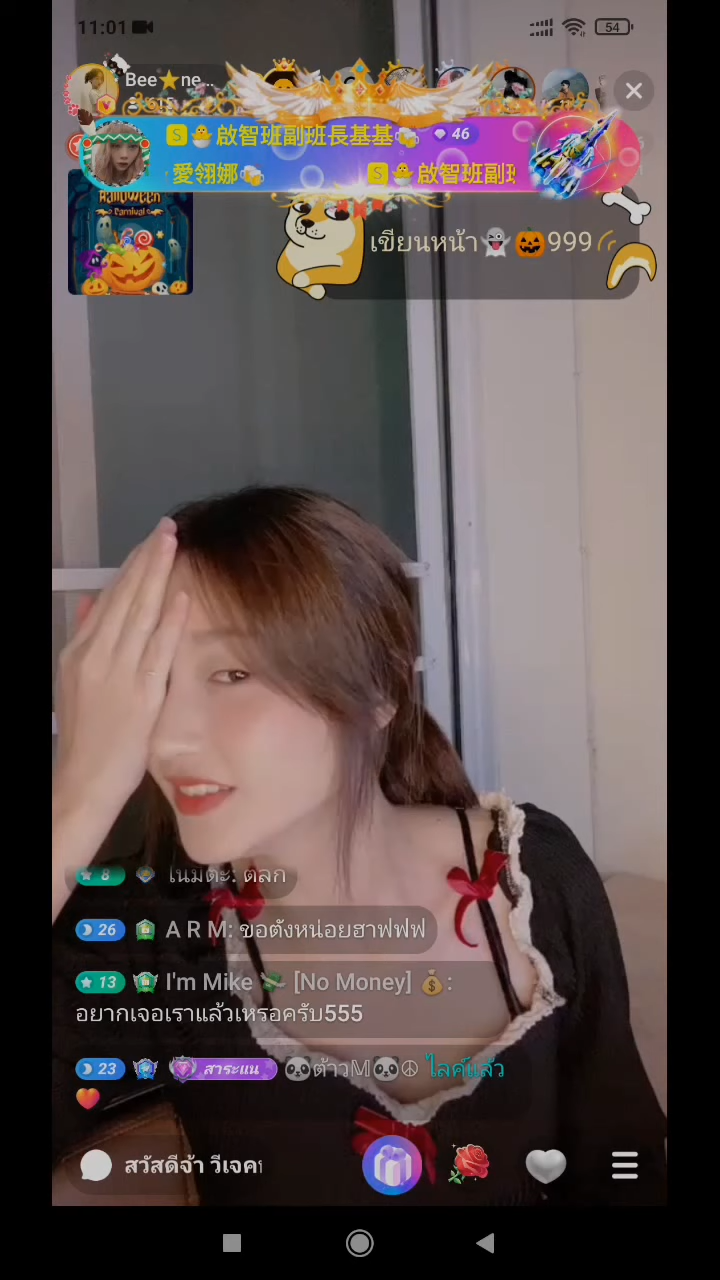 11:01
54
Bee⭐ne...
S🐣啟智班副班長基基🍻 46
愛翎娜🍻 S🐣啟智班副班
Halloween
Carnival
เขียนหน้า👻🎃999
8 โนมตะ: ตลก
26 A R M: ขอตังหน่อยฮาฟฟฟ
13 I'm Mike 💸 [No Money] 💰:
อยากเจอเราแล้วเหรอครับ555
23 สาระแน 🐼ต้าวM🐼☮ ไลค์แล้ว
สวัสดีจ้า วีเจค